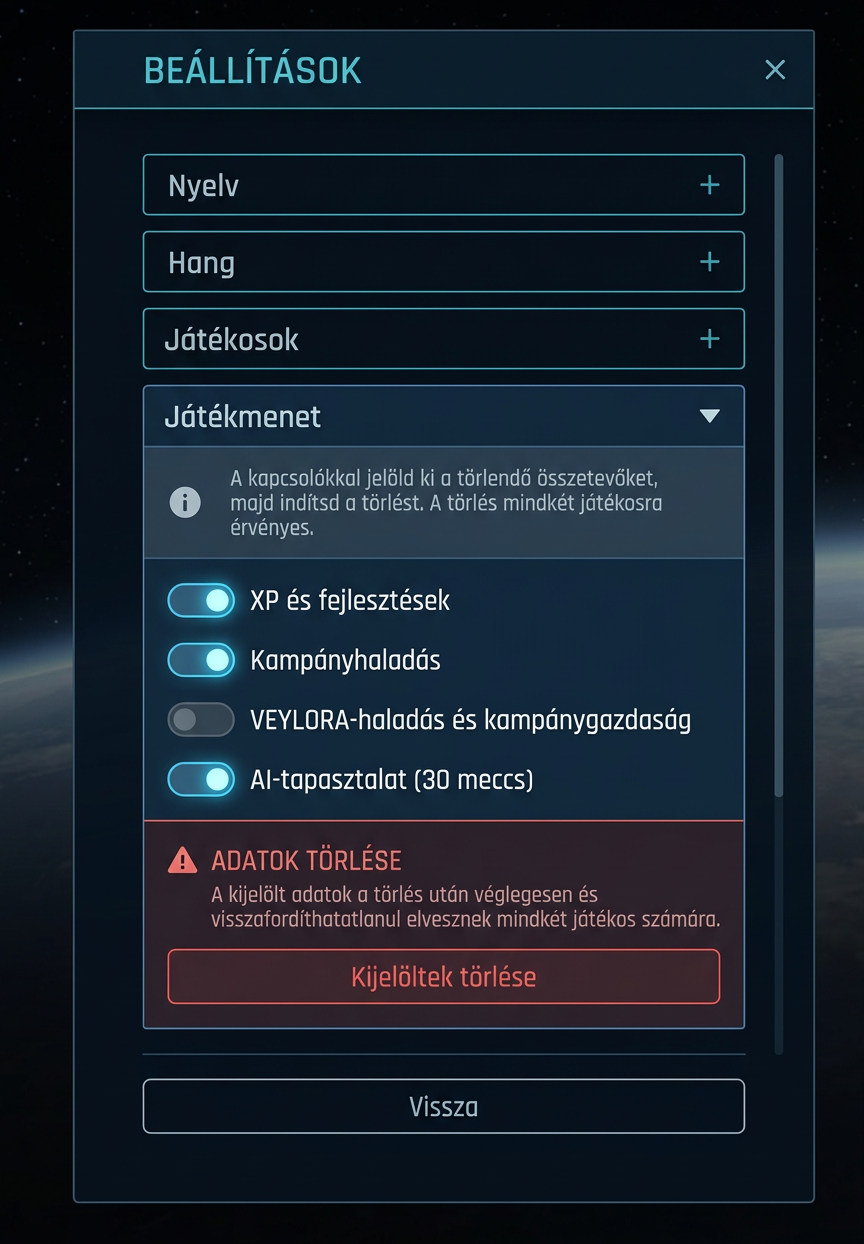 BEÁLLÍTÁSOK
Nyelv
Hang
Játékosok
Játékmenet
A kapcsolókkal jelöld ki a törlendő összetevőket,
majd indítsd a törlést. A törlés mindkét játékosra
érvényes.
XP és fejlesztések
Kampányhaladás
VEYLORA-haladás és kampánygazdaság
AI-tapasztalat (30 meccs)
ADATOK TÖRLÉSE
A kijelölt adatok a törlés után véglegesen és
visszafordíthatatlanul elvesznek mindkét játékos számára.
Kijelöltek törlése
Vissza